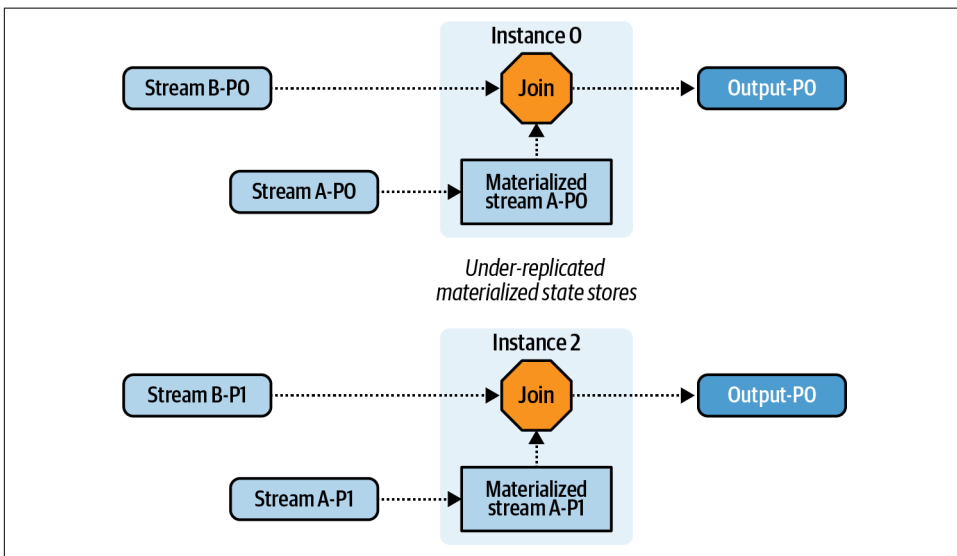 Instance 0
Stream B-P0
Join
Output-P0
Stream A-P0
Materialized
stream A-P0
Under-replicated
materialized state stores
Instance 2
Stream B-P1
Join
Output-P0
Stream A-P1
Materialized
stream A-P1